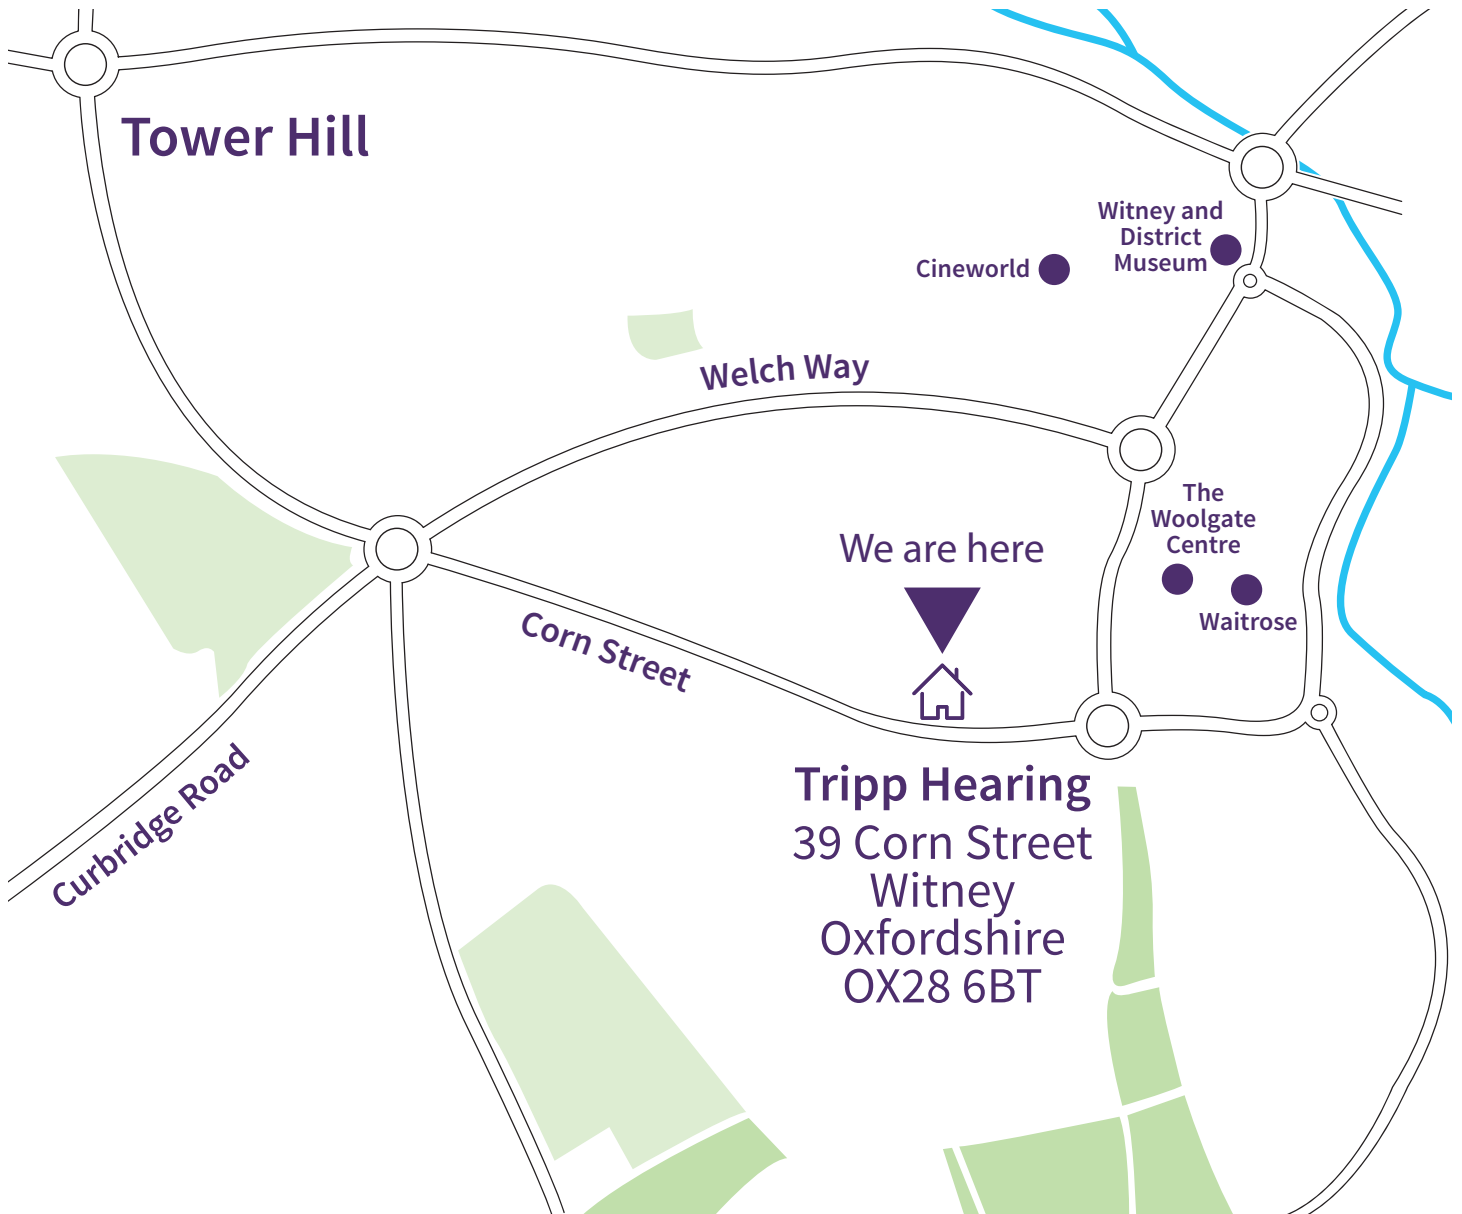 Tower Hill
Witney and
District
Museum
Cineworld
Welch Way
The
Woolgate
Centre
Waitrose
We are here
Corn Street
Curbridge Road
Tripp Hearing
39 Corn Street
Witney
Oxfordshire
OX28 6BT